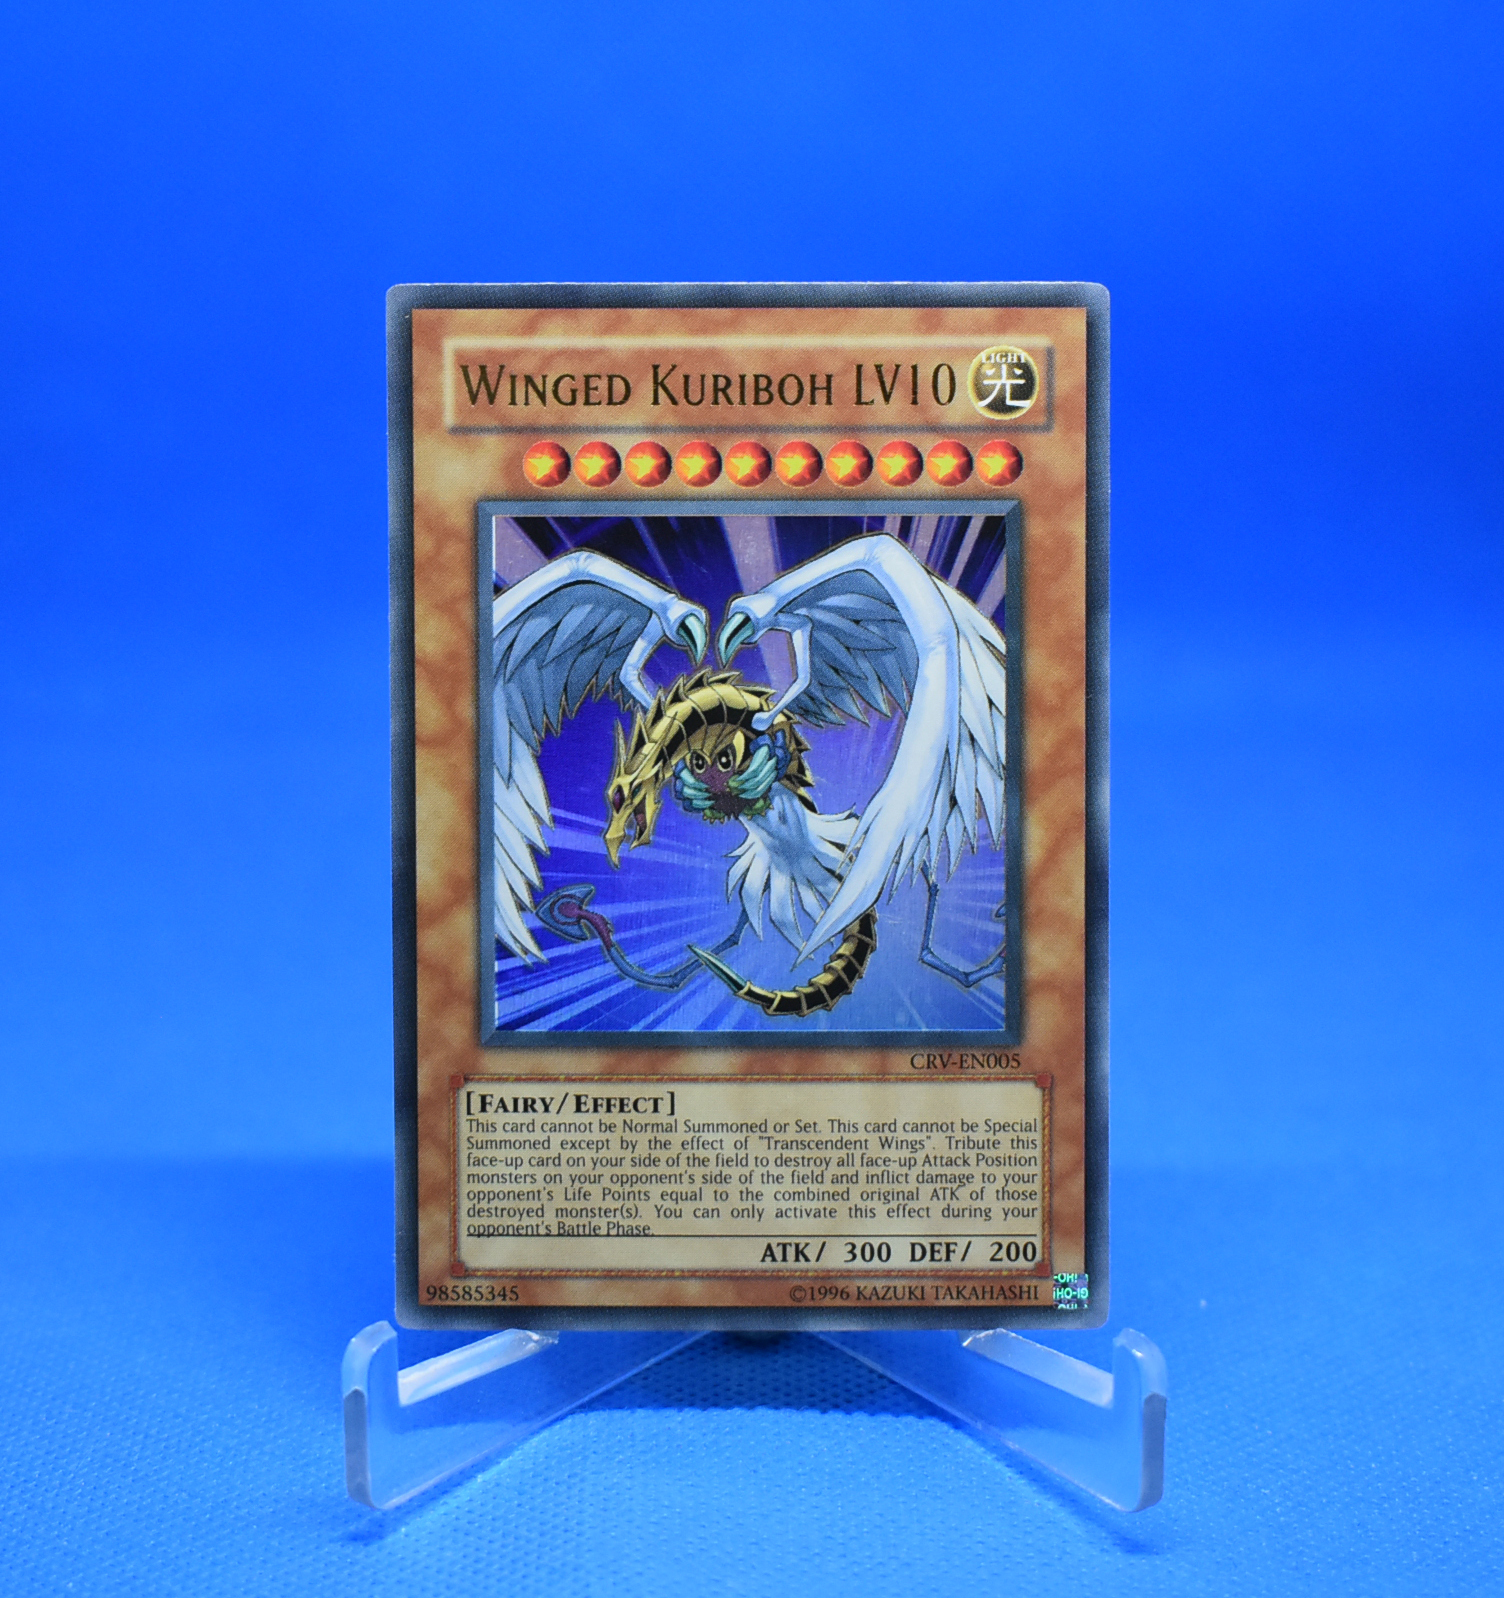 WINGED KURIBOH LV10
LIGHT
光
CRV-EN005
[FAIRY/EFFECT]
This card cannot be Normal Summoned or Set. This card cannot be Special
Summoned except by the effect of "Transcendent Wings". Tribute this
face-up card on your side of the field to destroy all face-up Attack Position
monsters on your opponent's side of the field and inflict damage to your
opponent's Life Points equal to the combined original ATK of those
destroyed monster(s). You can only activate this effect during your
opponent's Battle Phase.
ATK/ 300 DEF/ 200
98585345
©1996 KAZUKI TAKAHASHI